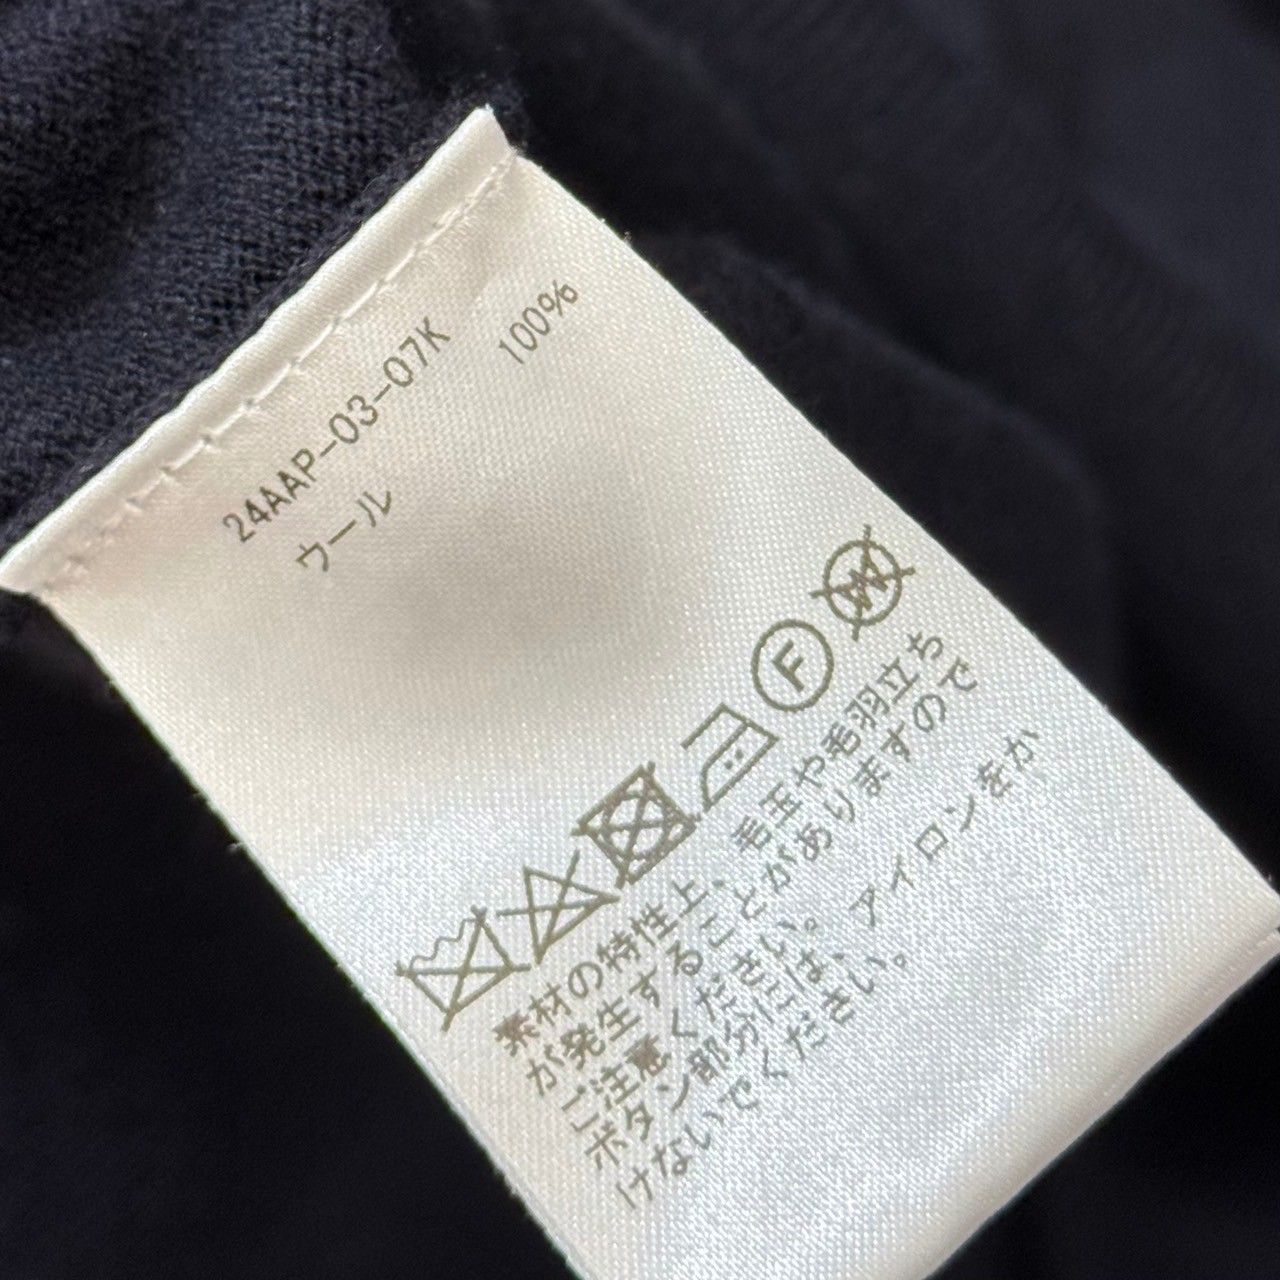 24AAP-03-07K
ウール 100%
F
W
素材の特性上、毛玉や毛羽立ち
が発生することがありますので
ご注意ください。
ボタン部分には、アイロンをか
けないでください。